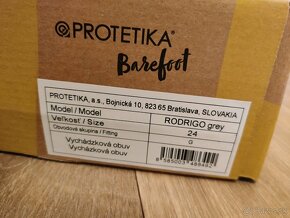 PROTETIKA®
Barefoot
PROTETIKA, a.s., Bojnická 10, 823 65 Bratislava, SLOVAKIA
Model / Model RODRIGO grey
Veľkosť / Size 24
Obvodová skupina / Fitting G
Vychádzková obuv
Vycházková obuv